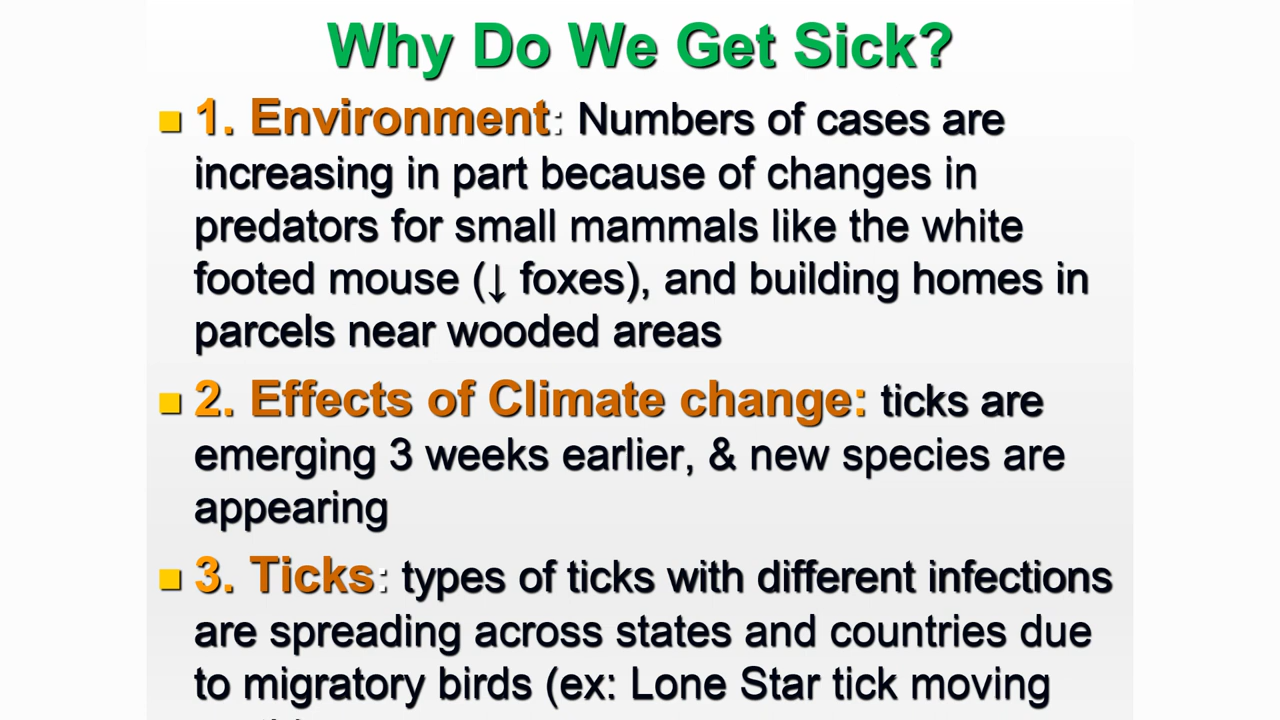 Why Do We Get Sick?
1. Environment: Numbers of cases are
increasing in part because of changes in
predators for small mammals like the white
footed mouse (↓ foxes), and building homes in
parcels near wooded areas
2. Effects of Climate change: ticks are
emerging 3 weeks earlier, & new species are
appearing
3. Ticks: types of ticks with different infections
are spreading across states and countries due
to migratory birds (ex: Lone Star tick moving